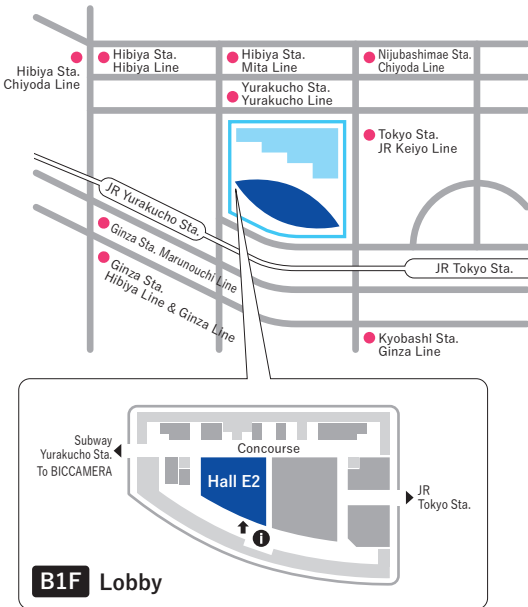 Hibiya Sta.
Chiyoda Line
Hibiya Sta.
Hibiya Line
Hibiya Sta.
Mita Line
Nijubashimae Sta.
Chiyoda Line
Yurakucho Sta.
Yurakucho Line
Tokyo Sta.
JR Keiyo Line
JR Yurakucho Sta.
Ginza Sta. Marunouchi Line
Ginza Sta.
Hibiya Line & Ginza Line
JR Tokyo Sta.
KyobashI Sta.
Ginza Line
Subway
Yurakucho Sta.
To BICCAMERA
Concourse
Hall E2
i
JR
Tokyo Sta.
B1F Lobby